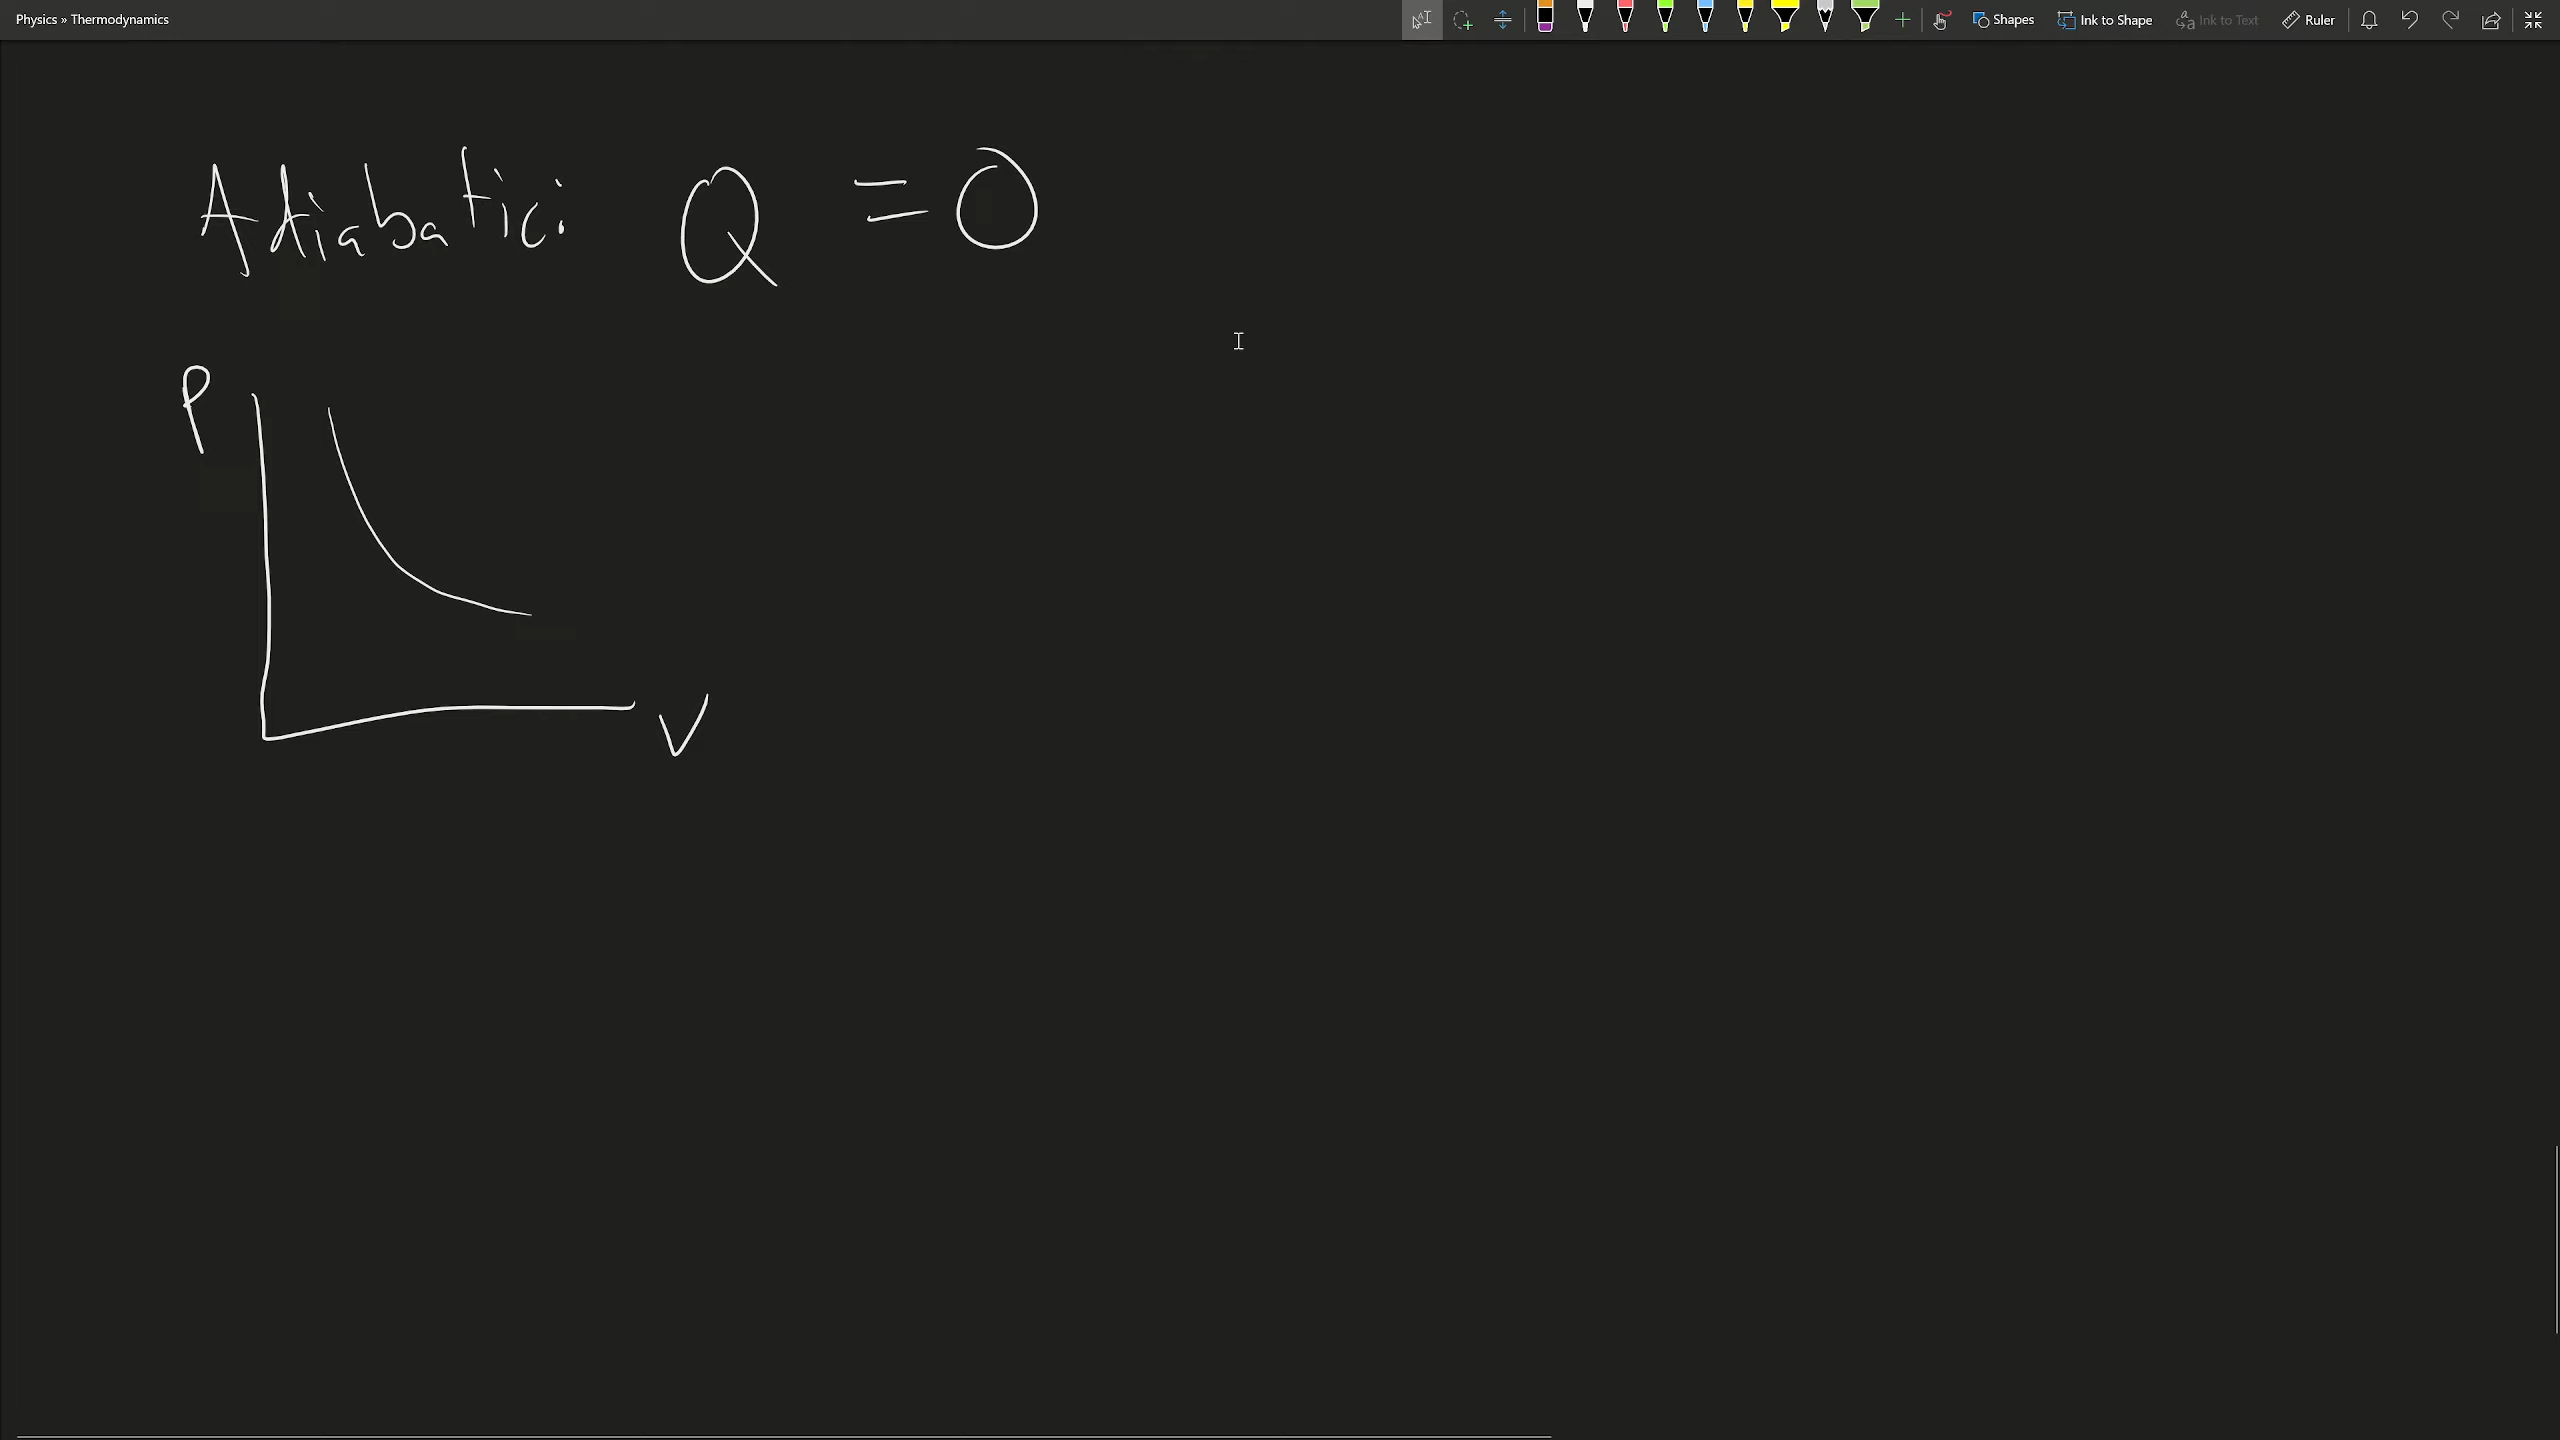 Physics » Thermodynamics
Shapes
Ink to Shape
Ink to Text
Ruler
Adiabatic: Q = 0
P
V